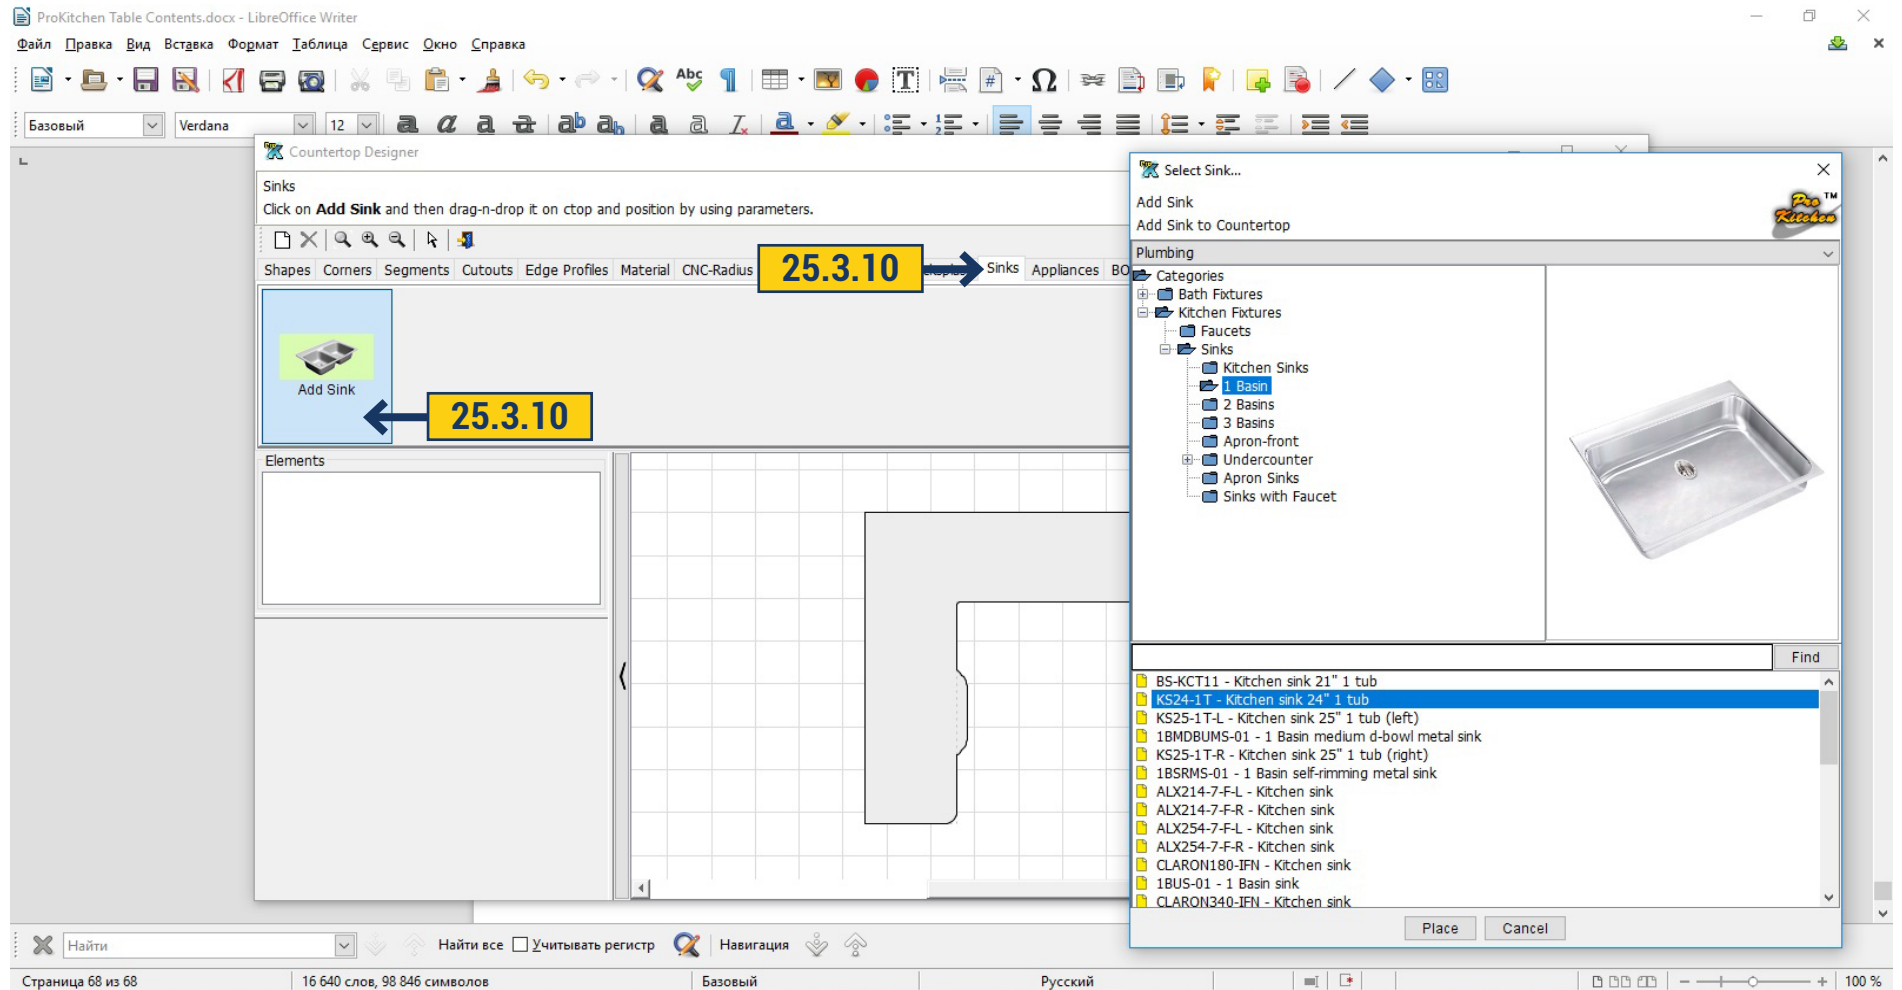 ProKitchen Table Contents.docx - LibreOffice Writer
Файл Правка Вид Вставка Формат Таблица Сервис Окно Справка
Базовый Verdana 12
Countertop Designer
Sinks
Click on Add Sink and then drag-n-drop it on ctop and position by using parameters.
Shapes Corners Segments Cutouts Edge Profiles Material CNC-Radius 25.3.10 Sinks Appliances BO
Add Sink
25.3.10
Elements
Select Sink...
Add Sink
Add Sink to Countertop
Pro Kitchen TM
Plumbing
Categories
Bath Fixtures
Kitchen Fixtures
Faucets
Sinks
Kitchen Sinks
1 Basin
2 Basins
3 Basins
Apron-front
Undercounter
Apron Sinks
Sinks with Faucet
Find
BS-KCT11 - Kitchen sink 21" 1 tub
KS24-1T - Kitchen sink 24" 1 tub
KS25-1T-L - Kitchen sink 25" 1 tub (left)
1BMDBUMS-01 - 1 Basin medium d-bowl metal sink
KS25-1T-R - Kitchen sink 25" 1 tub (right)
1BSRMS-01 - 1 Basin self-rimming metal sink
ALX214-7-F-L - Kitchen sink
ALX214-7-F-R - Kitchen sink
ALX254-7-F-L - Kitchen sink
ALX254-7-F-R - Kitchen sink
CLARON180-IFN - Kitchen sink
1BUS-01 - 1 Basin sink
CLARON340-IFN - Kitchen sink
Place Cancel
Найти Найти все Учитывать регистр Навигация
Страница 68 из 68 16 640 слов, 98 846 символов Базовый Русский 100 %